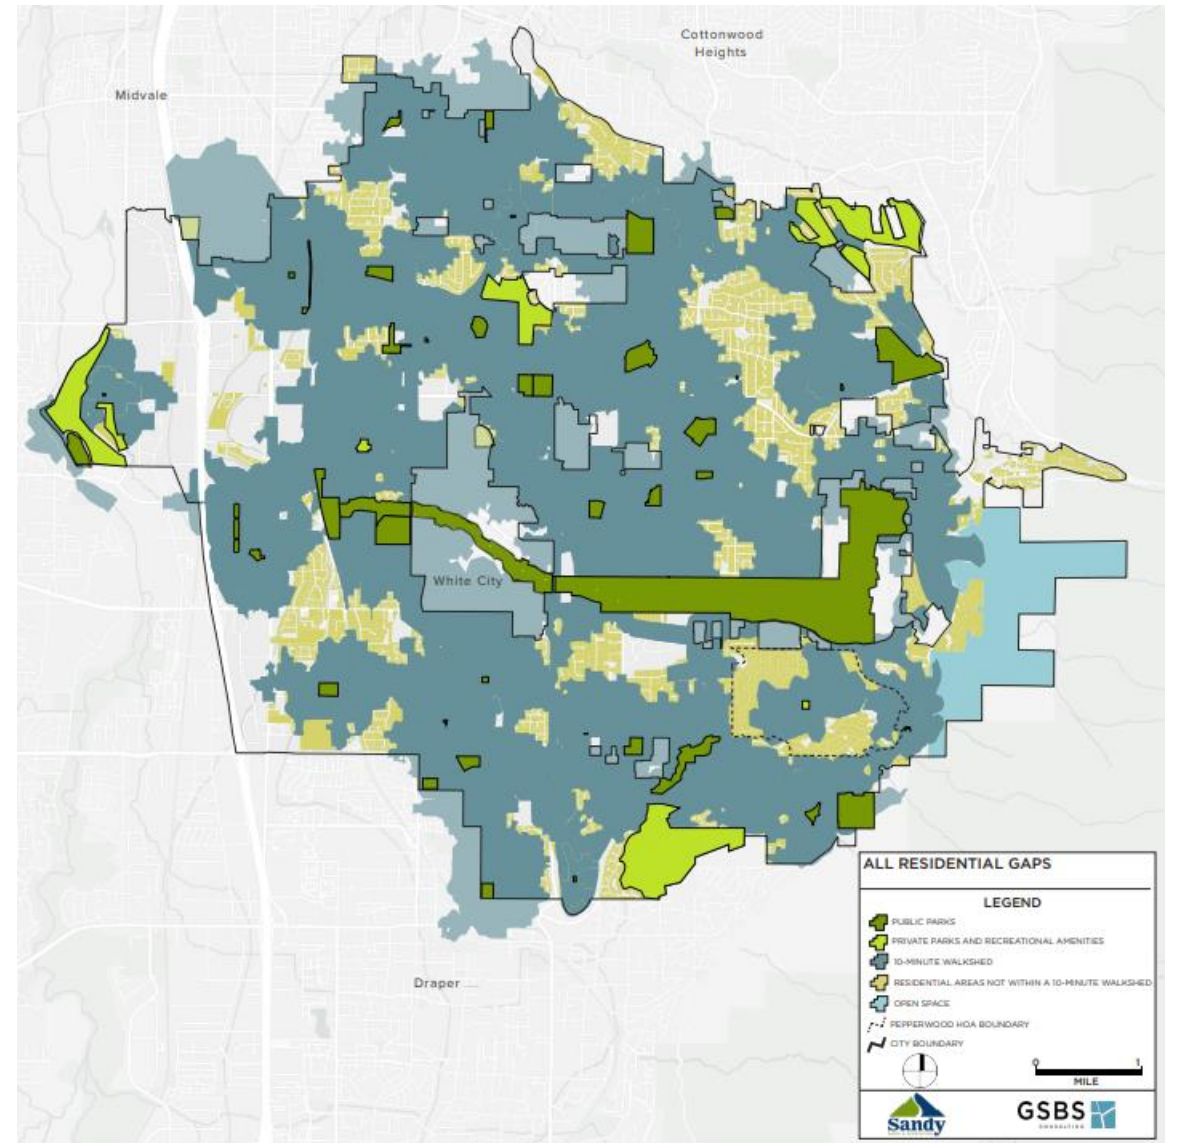 Cottonwood
Heights
Midvale
White City
Draper
ALL RESIDENTIAL GAPS
LEGEND
PUBLIC PARKS
PRIVATE PARKS AND RECREATIONAL AMENITIES
10-MINUTE WALKSHED
RESIDENTIAL AREAS NOT WITHIN A 10-MINUTE WALKSHED
OPEN SPACE
PEPPERWOOD HOA BOUNDARY
CITY BOUNDARY
0 1
MILE
Sandy
GSBS
CONSULTING